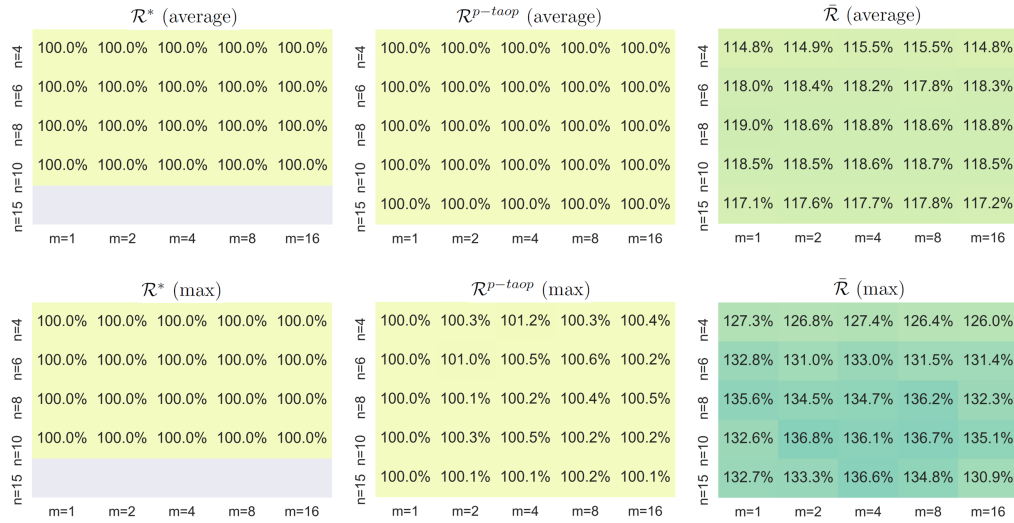 R* (average)
n=4 100.0% 100.0% 100.0% 100.0% 100.0%
n=6 100.0% 100.0% 100.0% 100.0% 100.0%
n=8 100.0% 100.0% 100.0% 100.0% 100.0%
n=10 100.0% 100.0% 100.0% 100.0% 100.0%
n=15
m=1 m=2 m=4 m=8 m=16
R^{p-taop} (average)
n=4 100.0% 100.0% 100.0% 100.0% 100.0%
n=6 100.0% 100.0% 100.0% 100.0% 100.0%
n=8 100.0% 100.0% 100.0% 100.0% 100.0%
n=10 100.0% 100.0% 100.0% 100.0% 100.0%
n=15 100.0% 100.0% 100.0% 100.0% 100.0%
m=1 m=2 m=4 m=8 m=16
R̄ (average)
n=4 114.8% 114.9% 115.5% 115.5% 114.8%
n=6 118.0% 118.4% 118.2% 117.8% 118.3%
n=8 119.0% 118.6% 118.8% 118.6% 118.8%
n=10 118.5% 118.5% 118.6% 118.7% 118.5%
n=15 117.1% 117.6% 117.7% 117.8% 117.2%
m=1 m=2 m=4 m=8 m=16
R* (max)
n=4 100.0% 100.0% 100.0% 100.0% 100.0%
n=6 100.0% 100.0% 100.0% 100.0% 100.0%
n=8 100.0% 100.0% 100.0% 100.0% 100.0%
n=10 100.0% 100.0% 100.0% 100.0% 100.0%
n=15
m=1 m=2 m=4 m=8 m=16
R^{p-taop} (max)
n=4 100.0% 100.3% 101.2% 100.3% 100.4%
n=6 100.0% 101.0% 100.5% 100.6% 100.2%
n=8 100.0% 100.1% 100.2% 100.4% 100.5%
n=10 100.0% 100.3% 100.5% 100.2% 100.2%
n=15 100.0% 100.1% 100.1% 100.2% 100.1%
m=1 m=2 m=4 m=8 m=16
R̄ (max)
n=4 127.3% 126.8% 127.4% 126.4% 126.0%
n=6 132.8% 131.0% 133.0% 131.5% 131.4%
n=8 135.6% 134.5% 134.7% 136.2% 132.3%
n=10 132.6% 136.8% 136.1% 136.7% 135.1%
n=15 132.7% 133.3% 136.6% 134.8% 130.9%
m=1 m=2 m=4 m=8 m=16